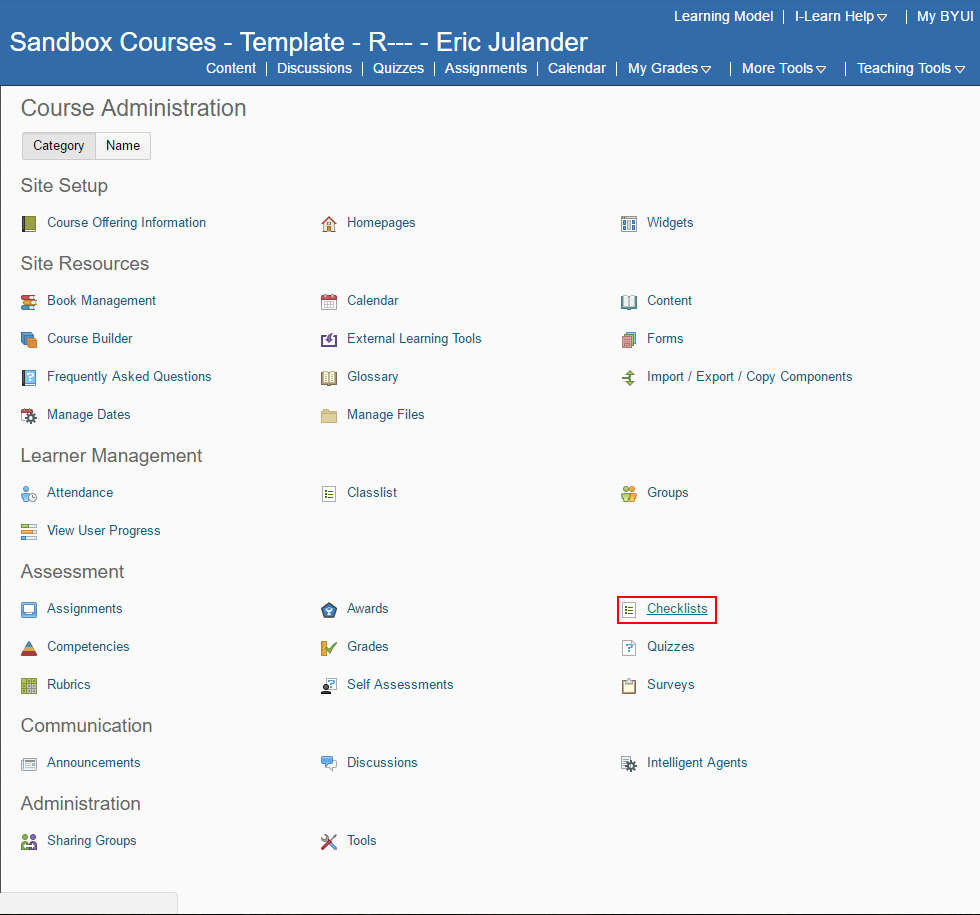 Learning Model | I-Learn Help | My BYUI
Sandbox Courses - Template - R--- - Eric Julander
Content | Discussions | Quizzes | Assignments | Calendar | My Grades | More Tools | Teaching Tools
Course Administration
Category Name
Site Setup
Course Offering Information Homepages Widgets
Site Resources
Book Management Calendar Content
Course Builder External Learning Tools Forms
Frequently Asked Questions Glossary Import / Export / Copy Components
Manage Dates Manage Files
Learner Management
Attendance Classlist Groups
View User Progress
Assessment
Assignments Awards Checklists
Competencies Grades Quizzes
Rubrics Self Assessments Surveys
Communication
Announcements Discussions Intelligent Agents
Administration
Sharing Groups Tools